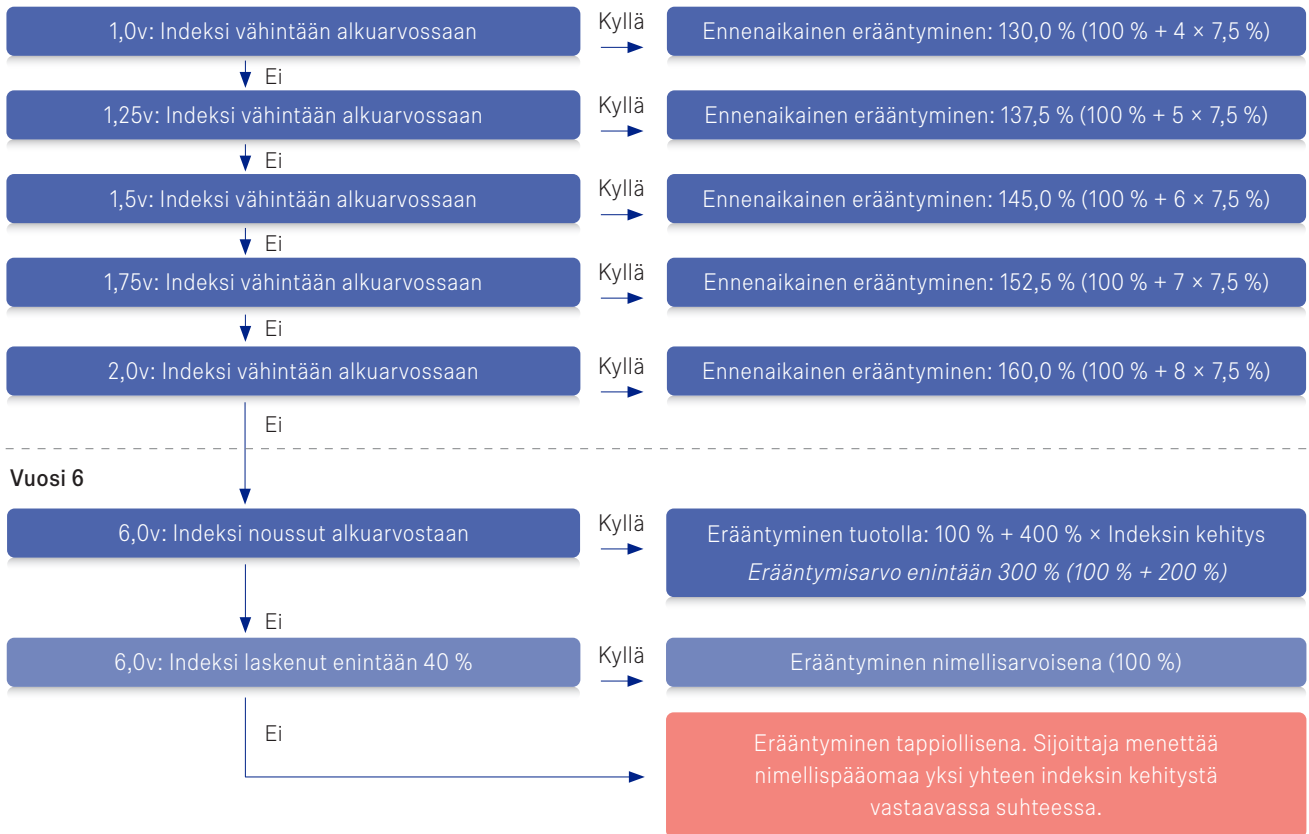 1,0v: Indeksi vähintään alkuarvossaan
Kyllä
Ennenaikainen erääntyminen: 130,0 % (100 % + 4 × 7,5 %)
Ei
1,25v: Indeksi vähintään alkuarvossaan
Kyllä
Ennenaikainen erääntyminen: 137,5 % (100 % + 5 × 7,5 %)
Ei
1,5v: Indeksi vähintään alkuarvossaan
Kyllä
Ennenaikainen erääntyminen: 145,0 % (100 % + 6 × 7,5 %)
Ei
1,75v: Indeksi vähintään alkuarvossaan
Kyllä
Ennenaikainen erääntyminen: 152,5 % (100 % + 7 × 7,5 %)
Ei
2,0v: Indeksi vähintään alkuarvossaan
Kyllä
Ennenaikainen erääntyminen: 160,0 % (100 % + 8 × 7,5 %)
Ei
Vuosi 6
6,0v: Indeksi noussut alkuarvostaan
Kyllä
Erääntyminen tuotolla: 100 % + 400 % × Indeksin kehitys
Erääntymisarvo enintään 300 % (100 % + 200 %)
Ei
6,0v: Indeksi laskenut enintään 40 %
Kyllä
Erääntyminen nimellisarvoisena (100 %)
Ei
Erääntyminen tappiollisena. Sijoittaja menettää
nimellispääomaa yksi yhteen indeksin kehitystä
vastaavassa suhteessa.